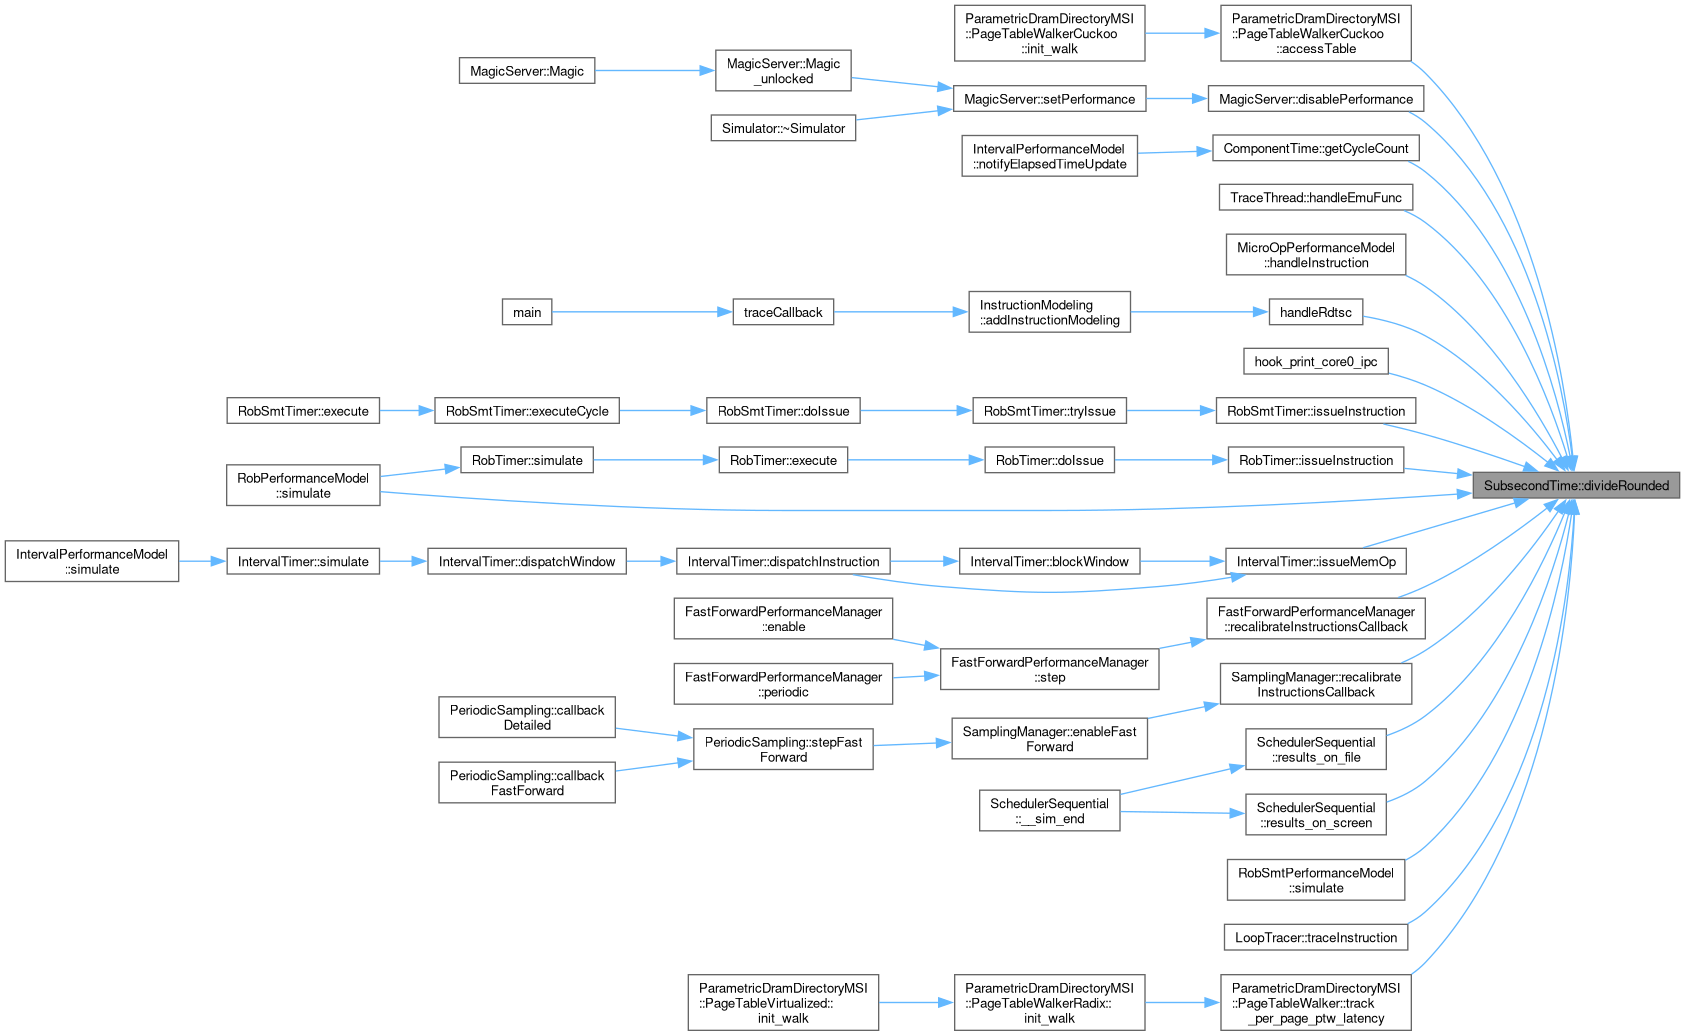 ParametricDramDirectoryMSI
::PageTableWalkerCuckoo
::init_walk
ParametricDramDirectoryMSI
::PageTableWalkerCuckoo
::accessTable
MagicServer::Magic
MagicServer::Magic
_unlocked
MagicServer::setPerformance
MagicServer::disablePerformance
Simulator::~Simulator
IntervalPerformanceModel
::notifyElapsedTimeUpdate
ComponentTime::getCycleCount
TraceThread::handleEmuFunc
MicroOpPerformanceModel
::handleInstruction
main
traceCallback
InstructionModeling
::addInstructionModeling
handleRdtsc
hook_print_core0_ipc
RobSmtTimer::execute
RobSmtTimer::executeCycle
RobSmtTimer::doIssue
RobSmtTimer::tryIssue
RobSmtTimer::issueInstruction
RobPerformanceModel
::simulate
RobTimer::simulate
RobTimer::execute
RobTimer::doIssue
RobTimer::issueInstruction
SubsecondTime::divideRounded
IntervalPerformanceModel
::simulate
IntervalTimer::simulate
IntervalTimer::dispatchWindow
IntervalTimer::dispatchInstruction
IntervalTimer::blockWindow
IntervalTimer::issueMemOp
FastForwardPerformanceManager
::enable
FastForwardPerformanceManager
::recalibrateInstructionsCallback
FastForwardPerformanceManager
::periodic
FastForwardPerformanceManager
::step
SamplingManager::recalibrate
InstructionsCallback
PeriodicSampling::callback
Detailed
PeriodicSampling::stepFast
Forward
SamplingManager::enableFast
Forward
SchedulerSequential
::results_on_file
PeriodicSampling::callback
FastForward
SchedulerSequential
::__sim_end
SchedulerSequential
::results_on_screen
RobSmtPerformanceModel
::simulate
LoopTracer::traceInstruction
ParametricDramDirectoryMSI
::PageTableVirtualized::
init_walk
ParametricDramDirectoryMSI
::PageTableWalkerRadix::
init_walk
ParametricDramDirectoryMSI
::PageTableWalker::track
_per_page_ptw_latency